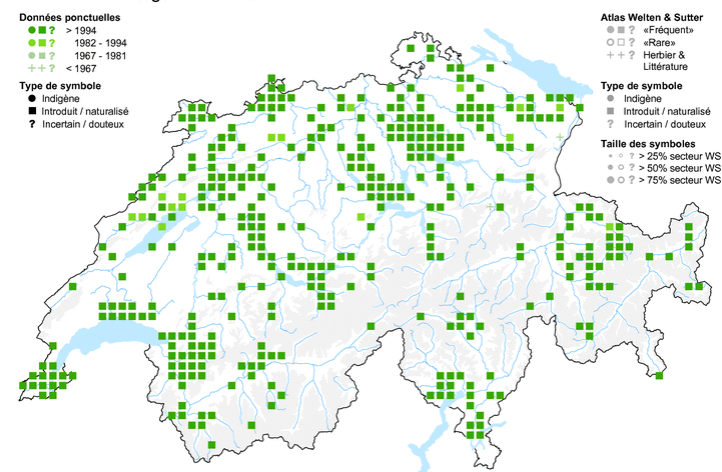 Données ponctuelles
? > 1994
? 1982 - 1994
? 1967 - 1981
++? < 1967
Type de symbole
Indigène
Introduit / naturalisé
? Incertain / douteux
Atlas Welten & Sutter
? «Fréquent»
? «Rare»
++? Herbier &
Littérature
Type de symbole
Indigène
Introduit / naturalisé
? Incertain / douteux
Taille des symboles
? > 25% secteur WS
? > 50% secteur WS
? > 75% secteur WS